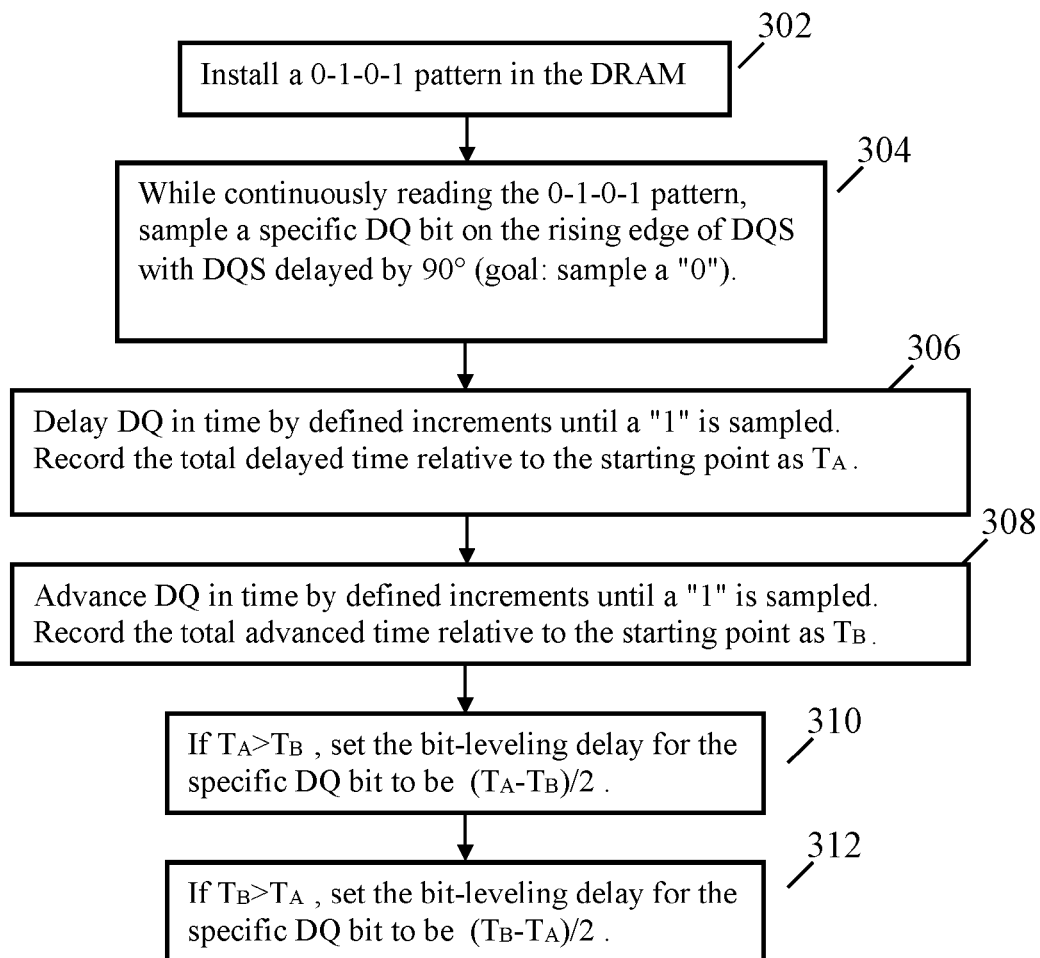 302
Install a 0-1-0-1 pattern in the DRAM
304
While continuously reading the 0-1-0-1 pattern,
sample a specific DQ bit on the rising edge of DQS
with DQS delayed by 90° (goal: sample a "0").
306
Delay DQ in time by defined increments until a "1" is sampled.
Record the total delayed time relative to the starting point as TA .
308
Advance DQ in time by defined increments until a "1" is sampled.
Record the total advanced time relative to the starting point as TB .
310
If TA>TB , set the bit-leveling delay for the
specific DQ bit to be (TA-TB)/2 .
312
If TB>TA , set the bit-leveling delay for the
specific DQ bit to be (TB-TA)/2 .